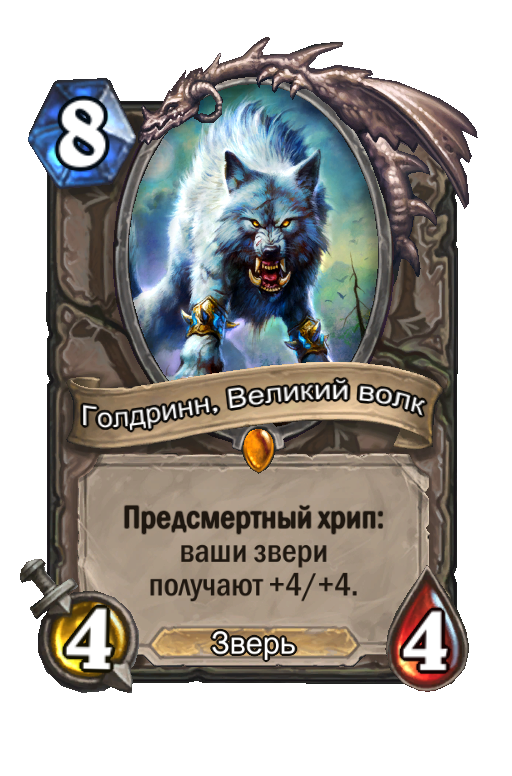 8
Голдринн, Великий волк
Предсмертный хрип:
ваши звери
получают +4/+4.
4
Зверь
4